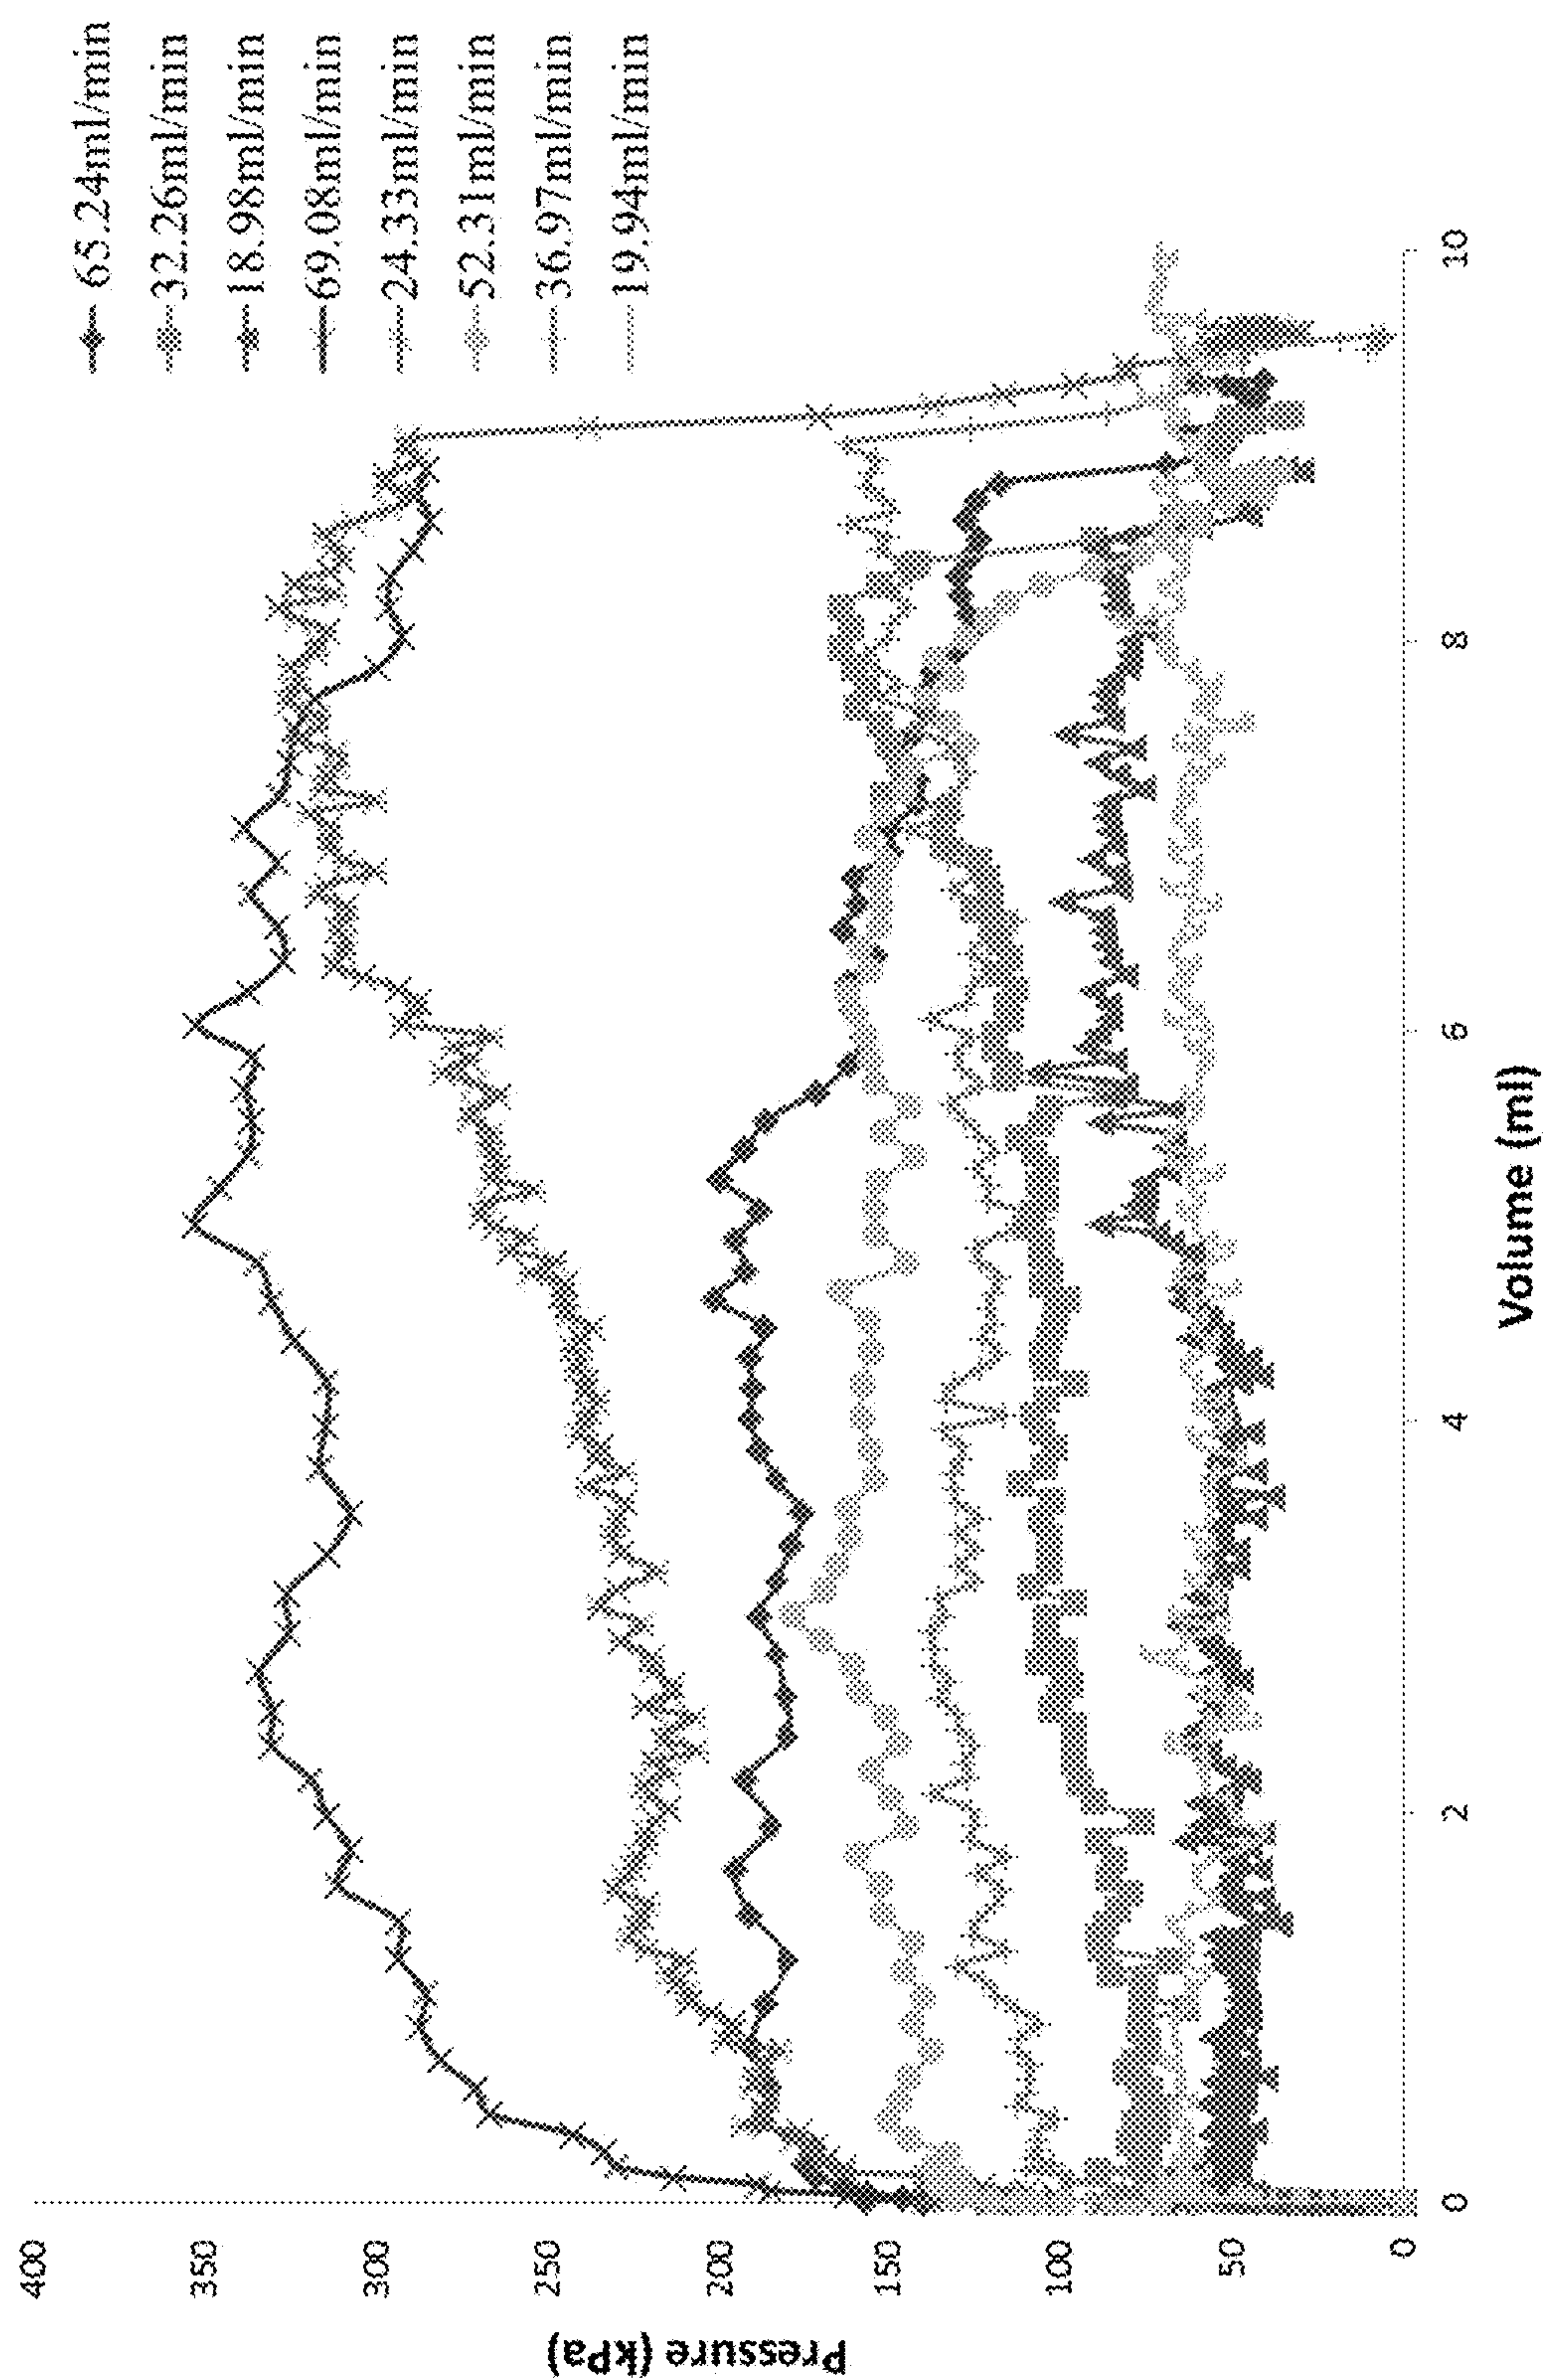 65.24ml/min
32.26ml/min
18.98ml/min
69.08ml/min
24.33ml/min
52.31ml/min
36.97ml/min
19.94ml/min
Pressure (kPa)
400
350
300
250
200
150
100
50
0
0 2 4 6 8 10
Volume (ml)